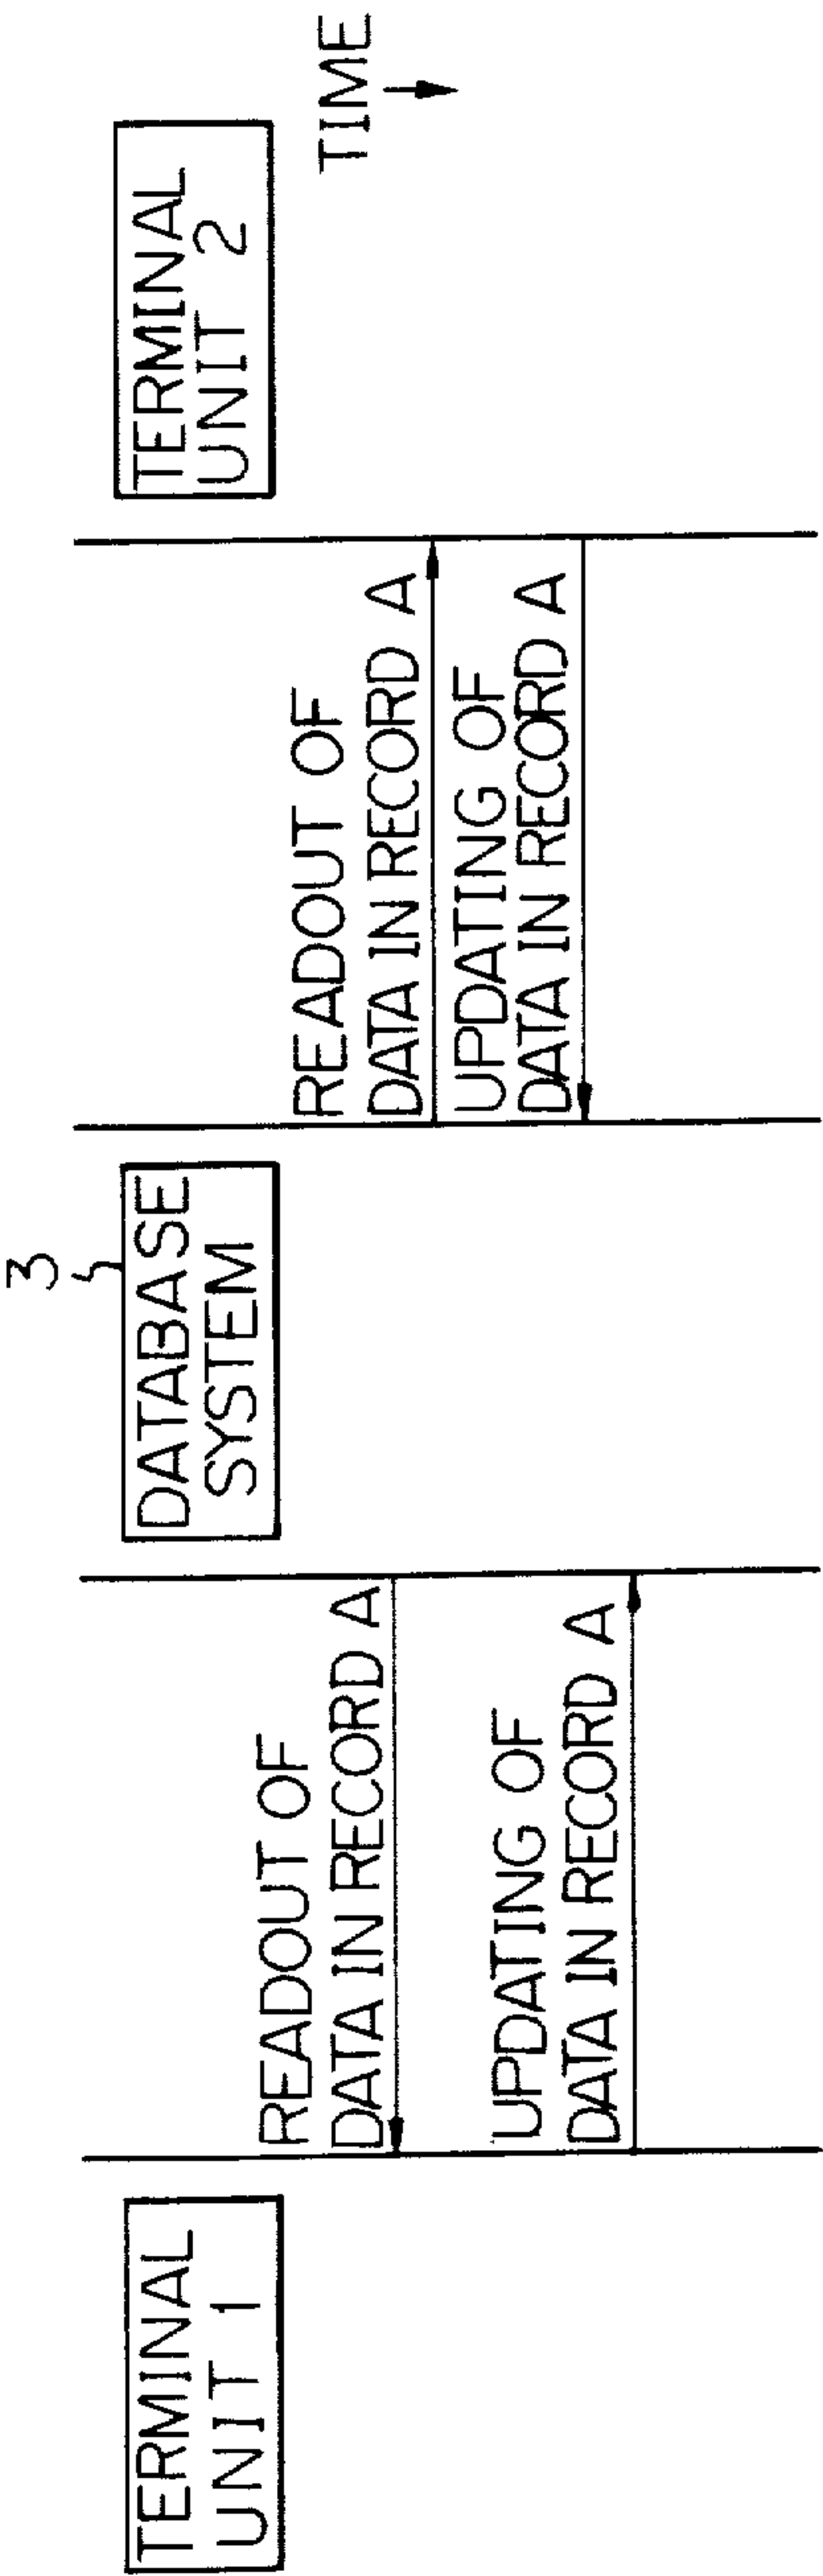 3
TERMINAL
UNIT 1
DATABASE
SYSTEM
TERMINAL
UNIT 2
TIME
READOUT OF
DATA IN RECORD A
READOUT OF
DATA IN RECORD A
UPDATING OF
DATA IN RECORD A
UPDATING OF
DATA IN RECORD A